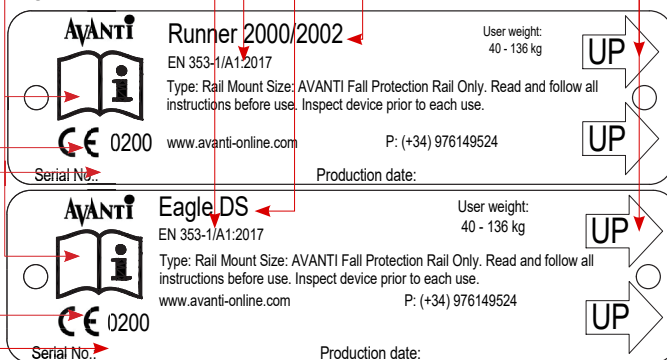 AVANTI Runner 2000/2002 User weight:
40 - 136 kg UP
EN 353-1/A1:2017
Type: Rail Mount Size: AVANTI Fall Protection Rail Only. Read and follow all
instructions before use. Inspect device prior to each use.
CE 0200 www.avanti-online.com P: (+34) 976149524 UP
Serial No.: Production date:
AVANTI Eagle DS User weight:
40 - 136 kg UP
EN 353-1/A1:2017
Type: Rail Mount Size: AVANTI Fall Protection Rail Only. Read and follow all
instructions before use. Inspect device prior to each use.
www.avanti-online.com P: (+34) 976149524
CE 0200 UP
Serial No.: Production date: